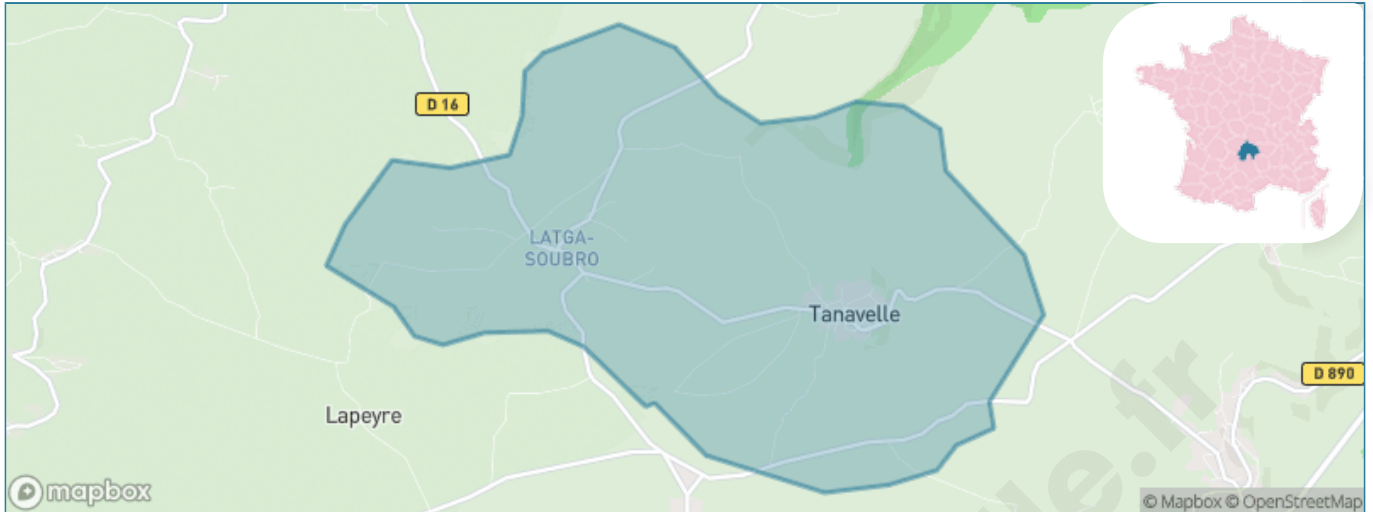 D 16
LATGA-
SOUBRO
Tanavelle
D 890
Lapeyre
mapbox
© Mapbox © OpenStreetMap